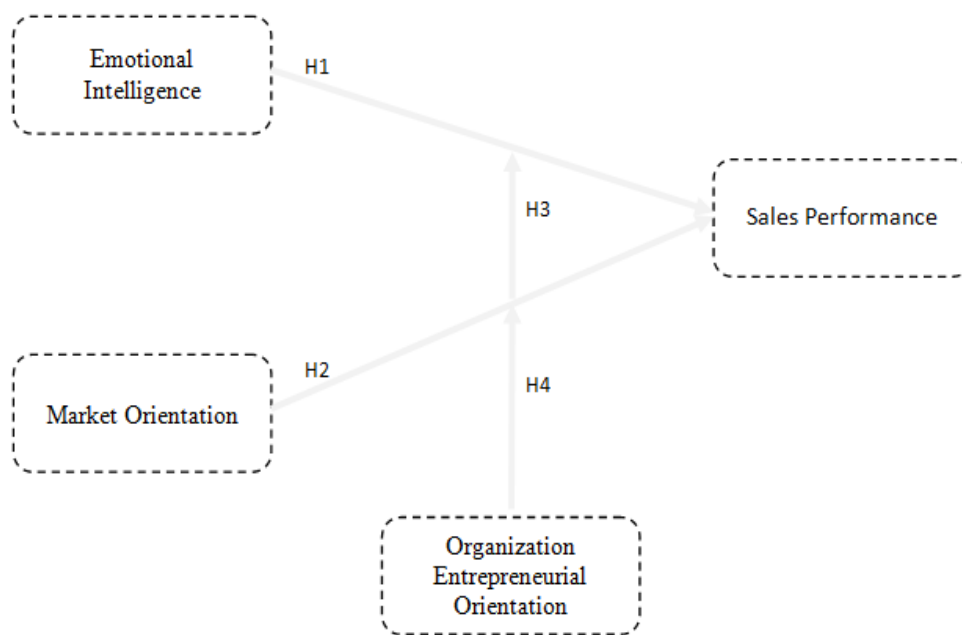 Emotional
Intelligence
H1
Sales Performance
H3
H2
Market Orientation
H4
Organization
Entrepreneurial
Orientation